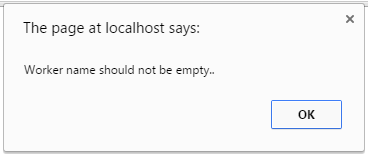 The page at localhost says:
Worker name should not be empty..
OK